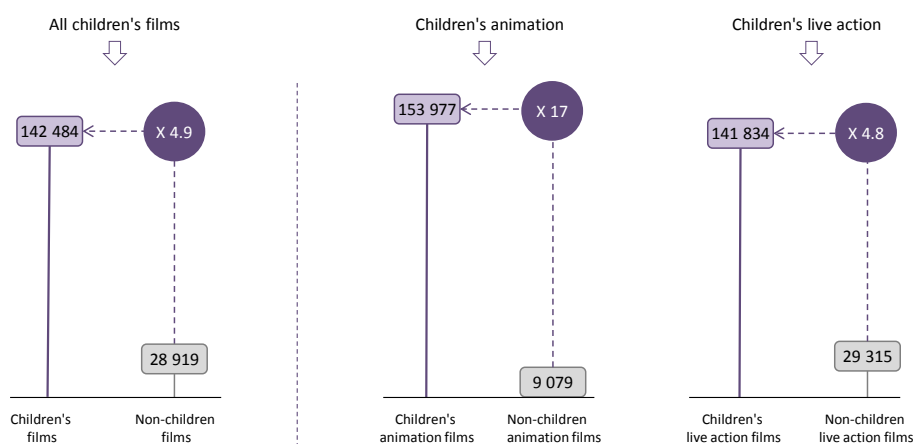 All children's films
Children's animation
Children's live action
142 484
X 4.9
28 919
Children's
films
Non-children
films
153 977
X 17
9 079
Children's
animation films
Non-children
animation films
141 834
X 4.8
29 315
Children's
live action films
Non-children
live action films